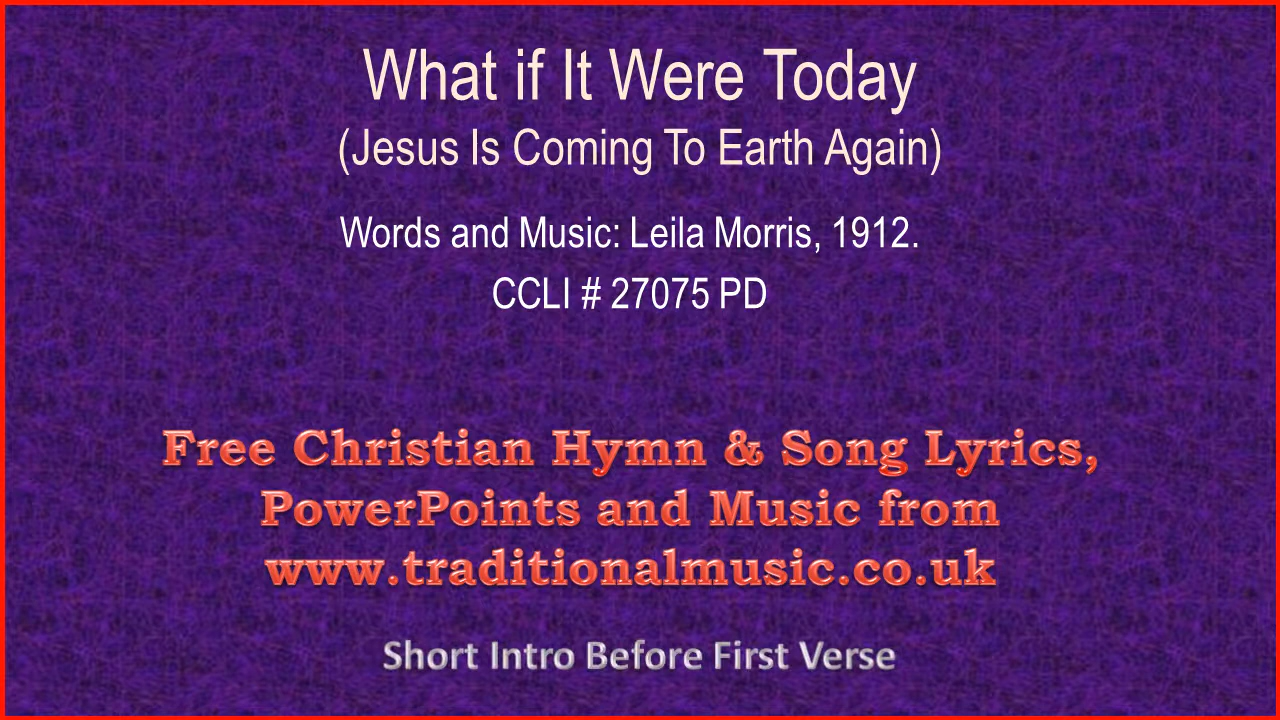 What if It Were Today
(Jesus Is Coming To Earth Again)
Words and Music: Leila Morris, 1912.
CCLI # 27075 PD
Free Christian Hymn & Song Lyrics,
PowerPoints and Music from
www.traditionalmusic.co.uk
Short Intro Before First Verse